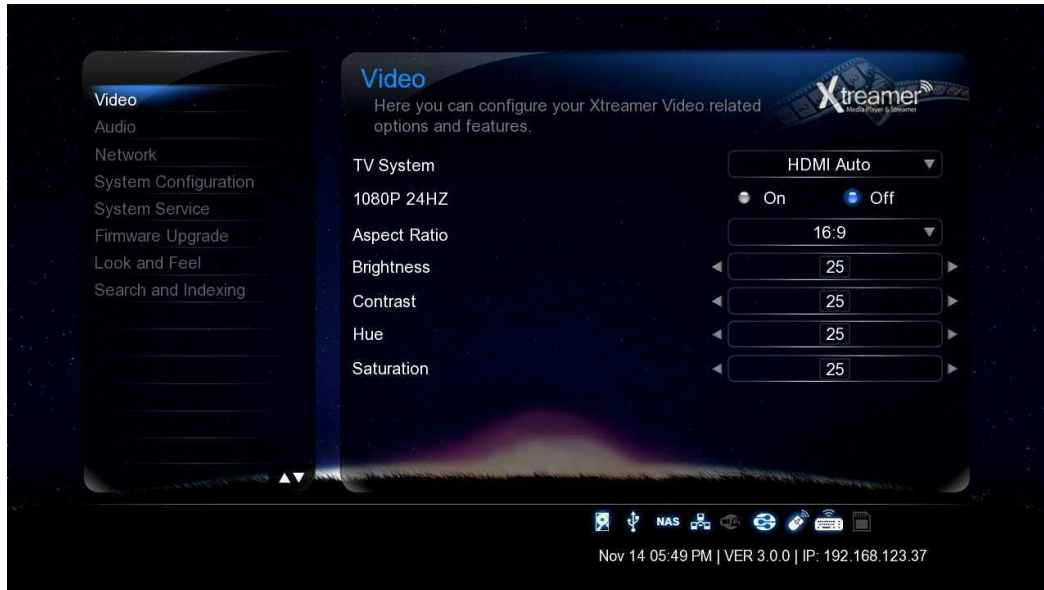 Video
Audio
Network
System Configuration
System Service
Firmware Upgrade
Look and Feel
Search and Indexing
Video
Here you can configure your Xtreamer Video related
options and features.
Xtreamer
Media Player & Streamer
TV System
HDMI Auto
1080P 24HZ
On
Off
Aspect Ratio
16:9
Brightness
25
Contrast
25
Hue
25
Saturation
25
NAS
Nov 14 05:49 PM | VER 3.0.0 | IP: 192.168.123.37